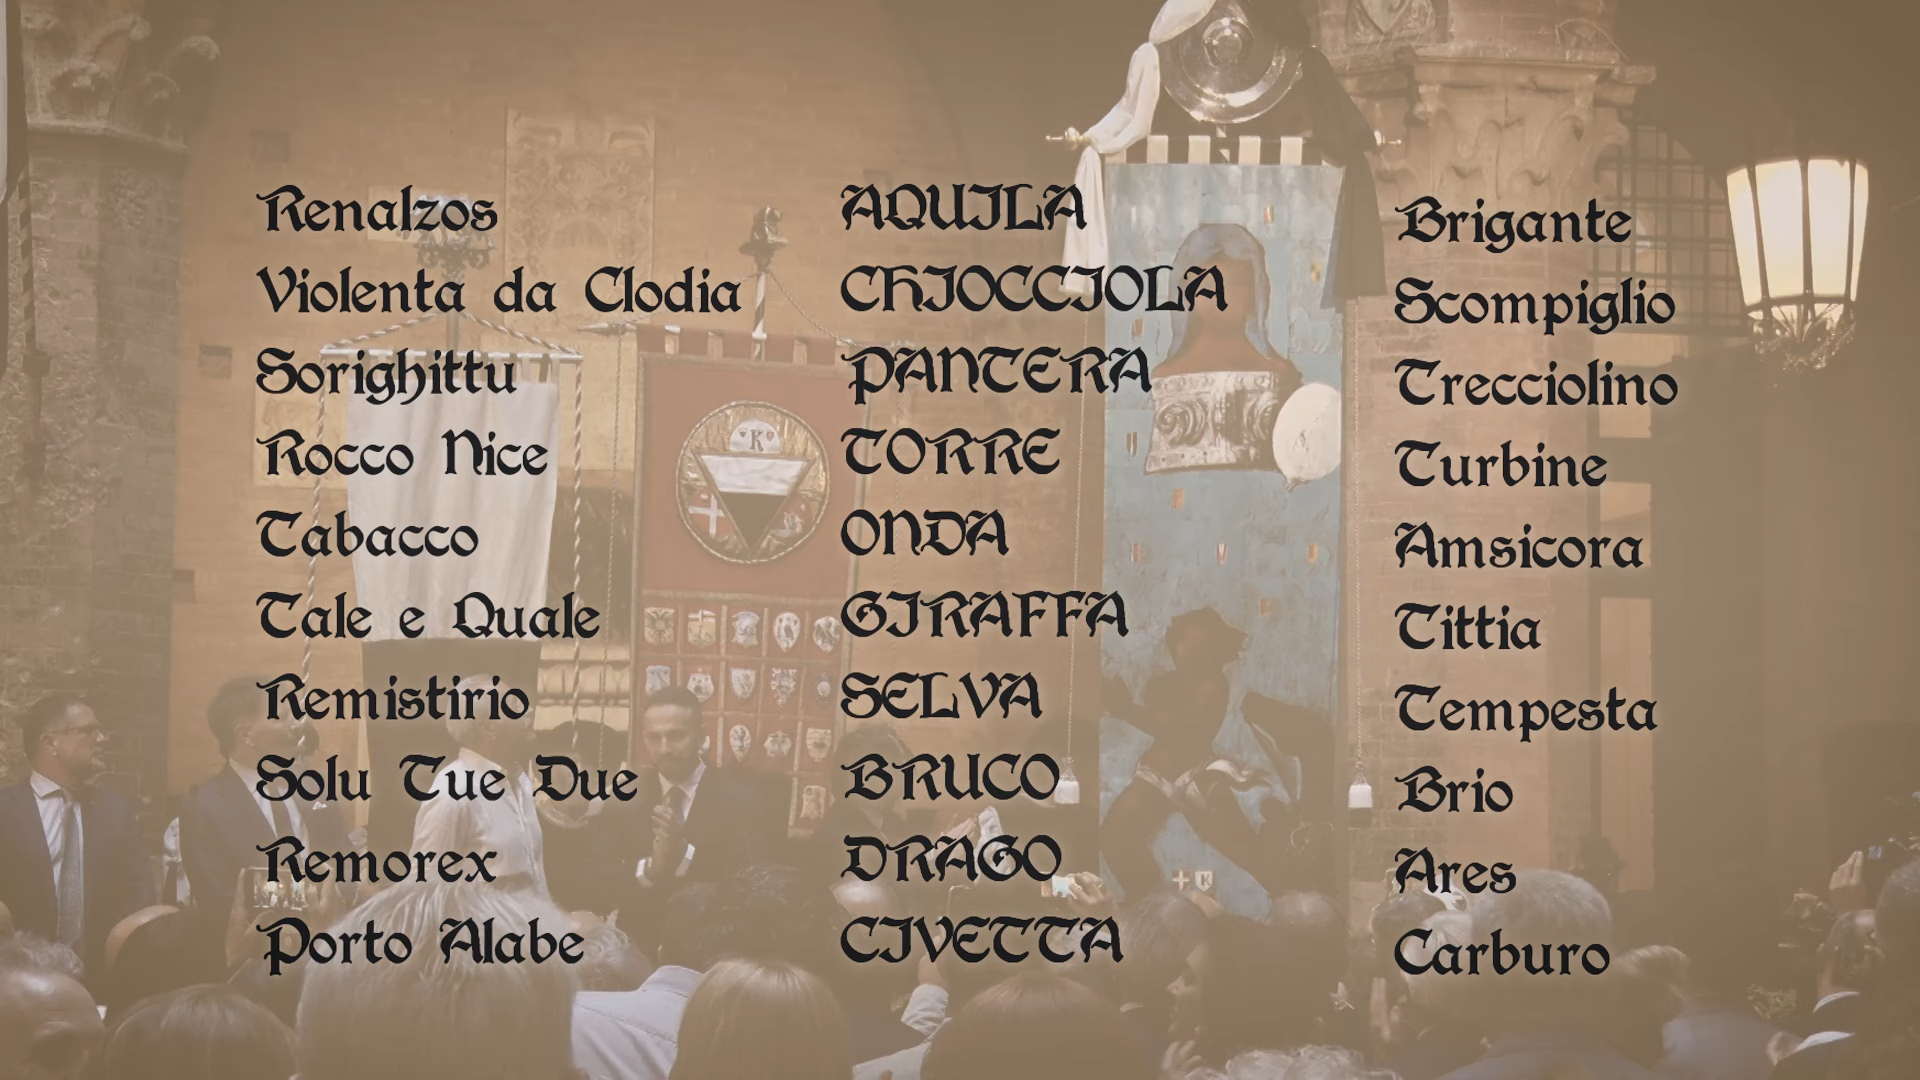 Renalzos AQUILA Brigante
Violenta da Clodia CHIOCCIOLA Scompiglio
Sorighittu PANTERA Trecciolino
Rocco Nice TORRE Turbine
Tabacco ONDA Amsicora
Tale e Quale GIRAFFA Tittia
Remistirio SELVA Tempesta
Solu Tue Due BRUCO Brio
Remorex DRAGO Ares
Porto Alabe CIVETTA Carburo
K